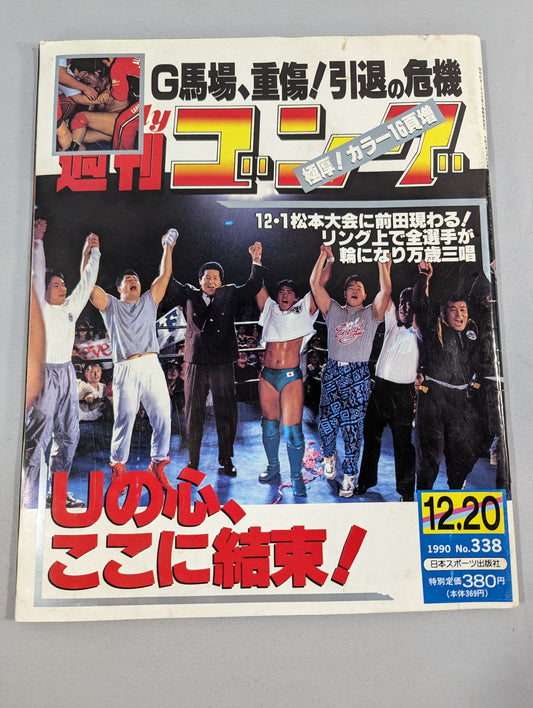 G馬場、重傷!引退の危機
週刊ゴング
極厚!カラー16頁増
12・1松本大会に前田現わる!
リング上で全選手が
輪になり万歳三唱
Uの心、
ここに結束!
12.20
1990 No.338
日本スポーツ出版社
特別定価380円
(本体369円)